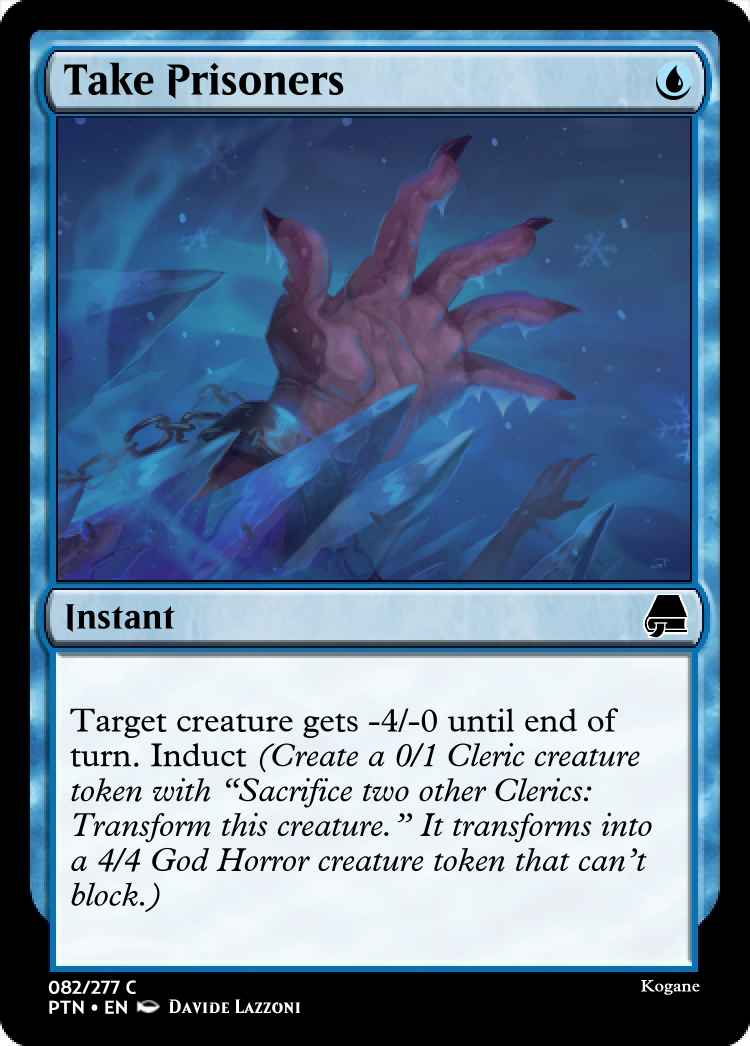 Take Prisoners
Instant
Target creature gets -4/-0 until end of
turn. Induct (Create a 0/1 Cleric creature
token with “Sacrifice two other Clerics:
Transform this creature.” It transforms into
a 4/4 God Horror creature token that can’t
block.)
082/277 C
Kogane
PTN • EN DAVIDE LAZZONI